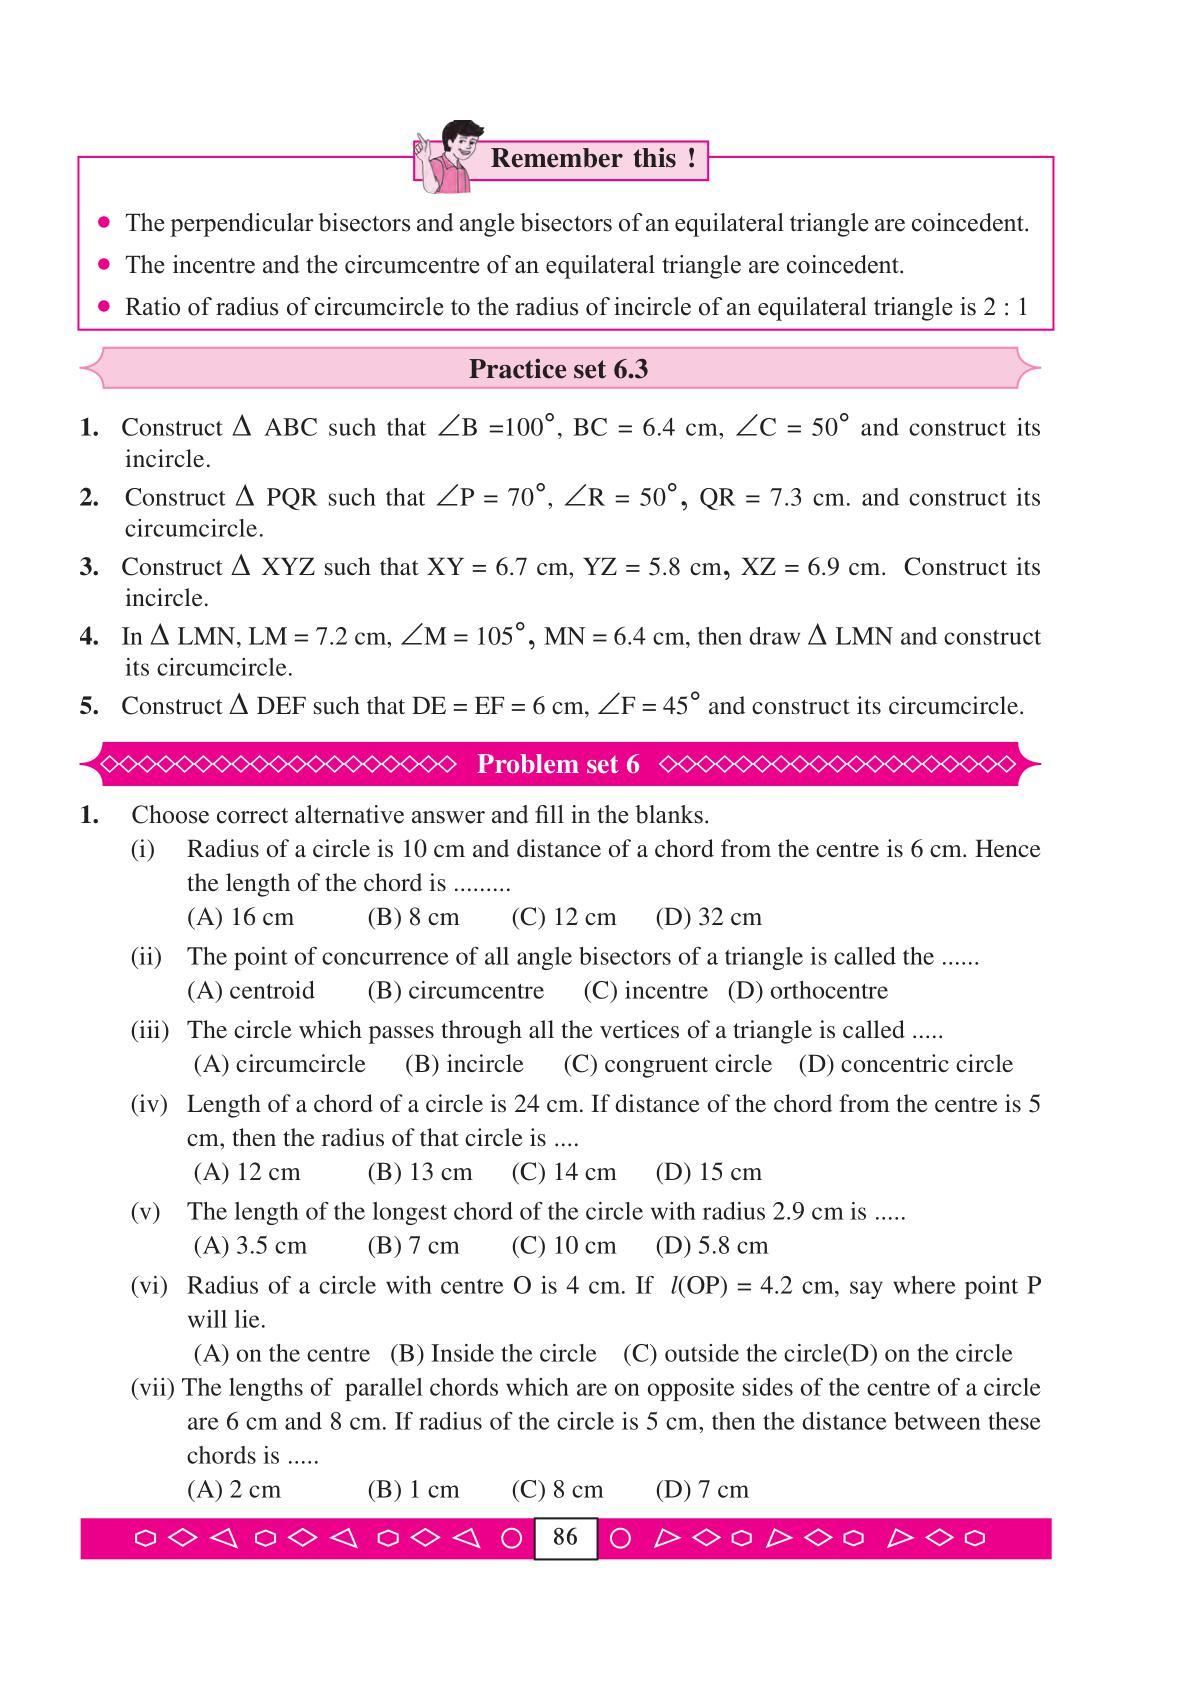 Remember this !
• The perpendicular bisectors and angle bisectors of an equilateral triangle are coincedent.
• The incentre and the circumcentre of an equilateral triangle are coincedent.
• Ratio of radius of circumcircle to the radius of incircle of an equilateral triangle is 2 : 1
Practice set 6.3
1. Construct ∆ ABC such that ∠B =100°, BC = 6.4 cm, ∠C = 50° and construct its
incircle.
2. Construct ∆ PQR such that ∠P = 70°, ∠R = 50°, QR = 7.3 cm. and construct its
circumcircle.
3. Construct ∆ XYZ such that XY = 6.7 cm, YZ = 5.8 cm, XZ = 6.9 cm. Construct its
incircle.
4. In ∆ LMN, LM = 7.2 cm, ∠M = 105°, MN = 6.4 cm, then draw ∆ LMN and construct
its circumcircle.
5. Construct ∆ DEF such that DE = EF = 6 cm, ∠F = 45° and construct its circumcircle.
Problem set 6
1. Choose correct alternative answer and fill in the blanks.
(i) Radius of a circle is 10 cm and distance of a chord from the centre is 6 cm. Hence
the length of the chord is .........
(A) 16 cm (B) 8 cm (C) 12 cm (D) 32 cm
(ii) The point of concurrence of all angle bisectors of a triangle is called the ......
(A) centroid (B) circumcentre (C) incentre (D) orthocentre
(iii) The circle which passes through all the vertices of a triangle is called .....
(A) circumcircle (B) incircle (C) congruent circle (D) concentric circle
(iv) Length of a chord of a circle is 24 cm. If distance of the chord from the centre is 5
cm, then the radius of that circle is ....
(A) 12 cm (B) 13 cm (C) 14 cm (D) 15 cm
(v) The length of the longest chord of the circle with radius 2.9 cm is .....
(A) 3.5 cm (B) 7 cm (C) 10 cm (D) 5.8 cm
(vi) Radius of a circle with centre O is 4 cm. If l(OP) = 4.2 cm, say where point P
will lie.
(A) on the centre (B) Inside the circle (C) outside the circle(D) on the circle
(vii) The lengths of parallel chords which are on opposite sides of the centre of a circle
are 6 cm and 8 cm. If radius of the circle is 5 cm, then the distance between these
chords is .....
(A) 2 cm (B) 1 cm (C) 8 cm (D) 7 cm
86